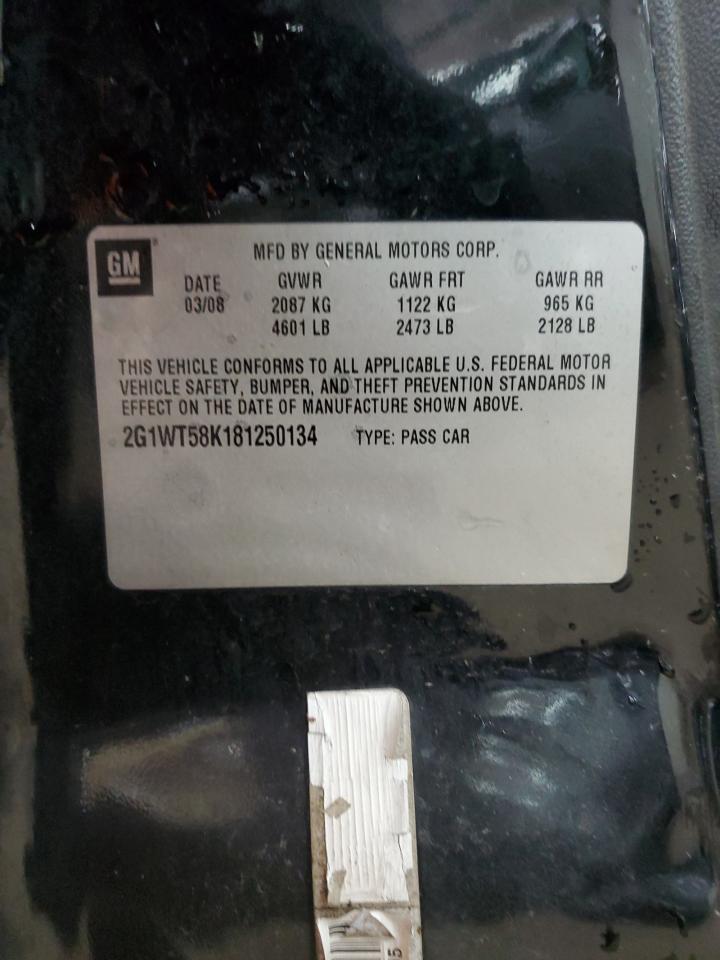 GM
MFD BY GENERAL MOTORS CORP.
DATE GVWR GAWR FRT GAWR RR
03/08 2087 KG 1122 KG 965 KG
4601 LB 2473 LB 2128 LB
THIS VEHICLE CONFORMS TO ALL APPLICABLE U.S. FEDERAL MOTOR
VEHICLE SAFETY, BUMPER, AND THEFT PREVENTION STANDARDS IN
EFFECT ON THE DATE OF MANUFACTURE SHOWN ABOVE.
2G1WT58K181250134 TYPE: PASS CAR